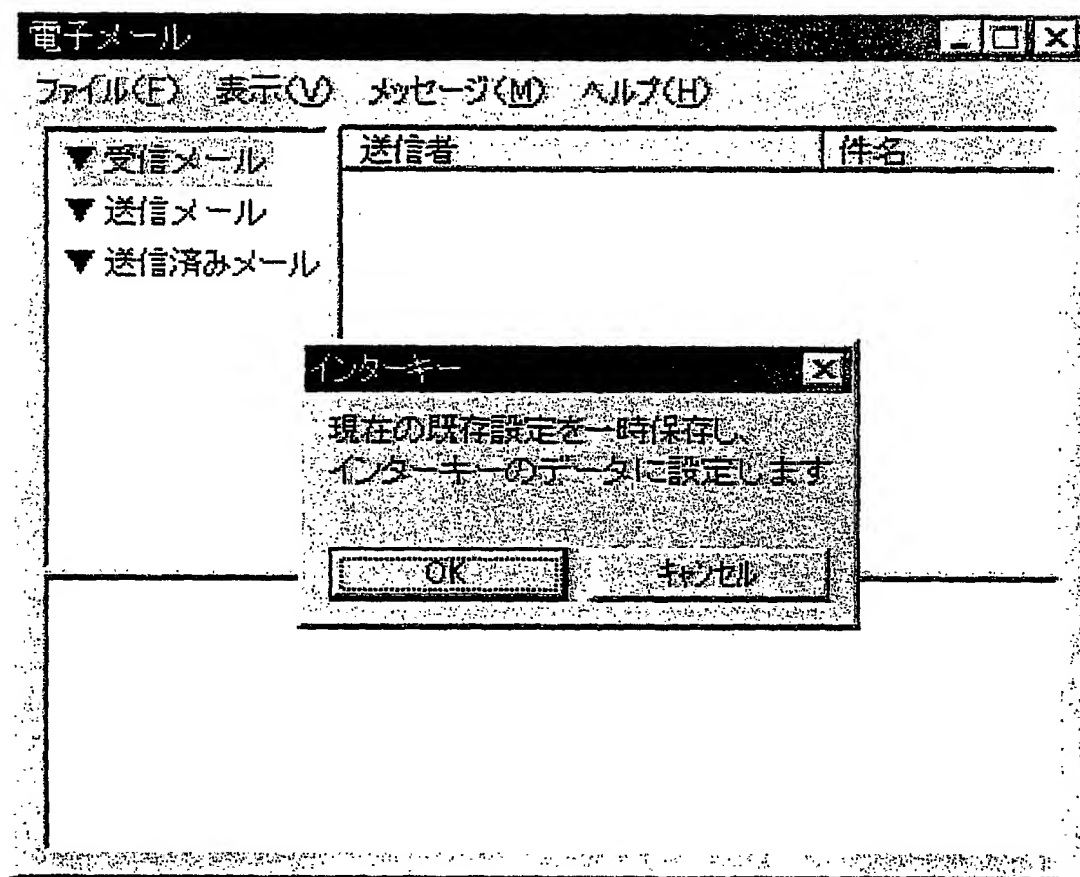 電子メール
ファイル(F) 表示(V) メッセージ(M) ヘルプ(H)
▼受信メール
▼送信メール
▼送信済みメール
送信者 件名
インターキー
現在の既存設定を一時保存し、
インターキーのデータに設定します
OK キャンセル